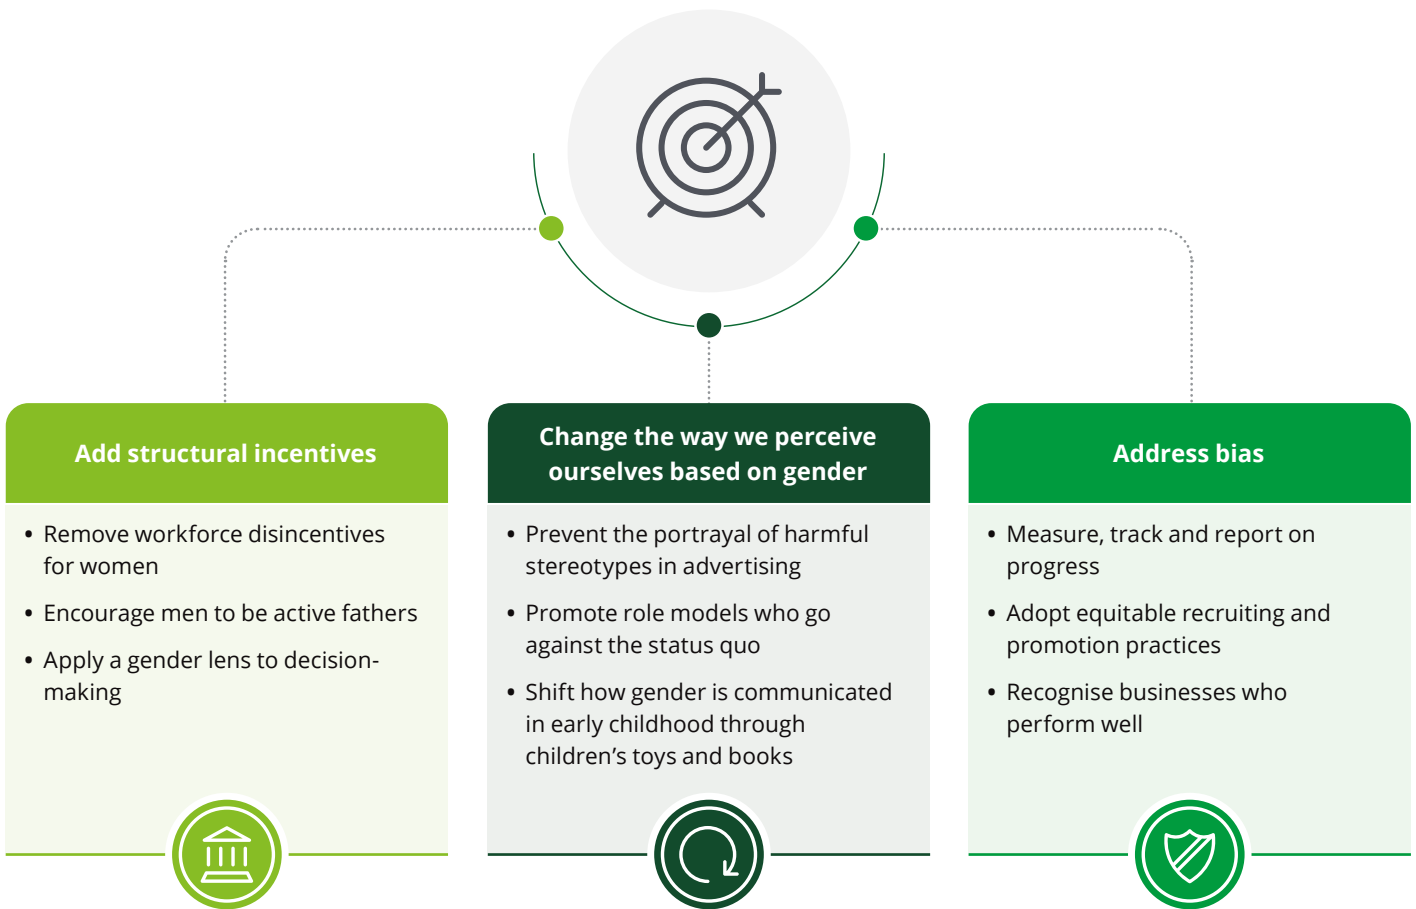 Add structural incentives
• Remove workforce disincentives
for women
• Encourage men to be active fathers
• Apply a gender lens to decision-
making
Change the way we perceive
ourselves based on gender
• Prevent the portrayal of harmful
stereotypes in advertising
• Promote role models who go
against the status quo
• Shift how gender is communicated
in early childhood through
children’s toys and books
Address bias
• Measure, track and report on
progress
• Adopt equitable recruiting and
promotion practices
• Recognise businesses who
perform well